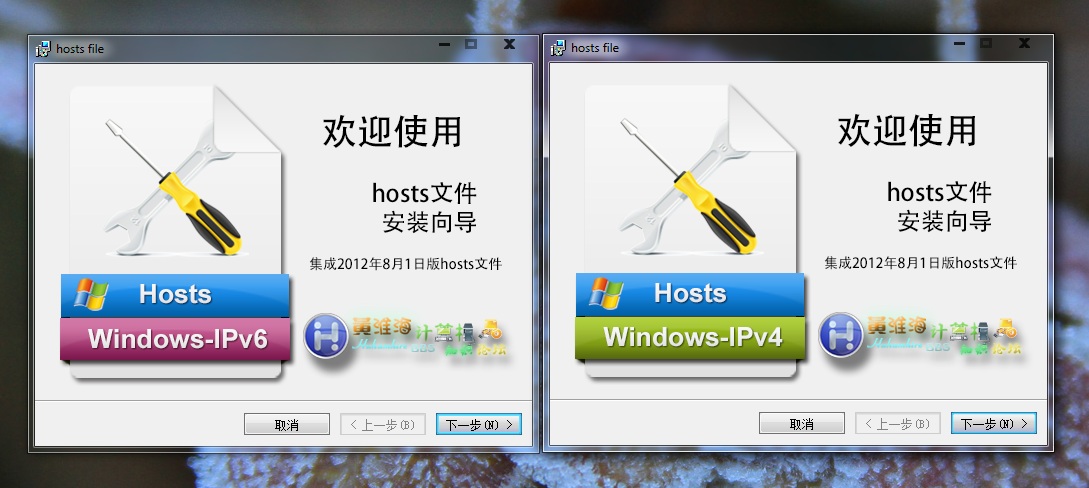 hosts file
欢迎使用
hosts文件
安装向导
集成2012年8月1日版hosts文件
Hosts
Windows-IPv6
黄淮海计算机
取消
< 上一步(B)
下一步(N) >
hosts file
欢迎使用
hosts文件
安装向导
集成2012年8月1日版hosts文件
Hosts
Windows-IPv4
黄淮海计算机
取消
< 上一步(B)
下一步(N) >